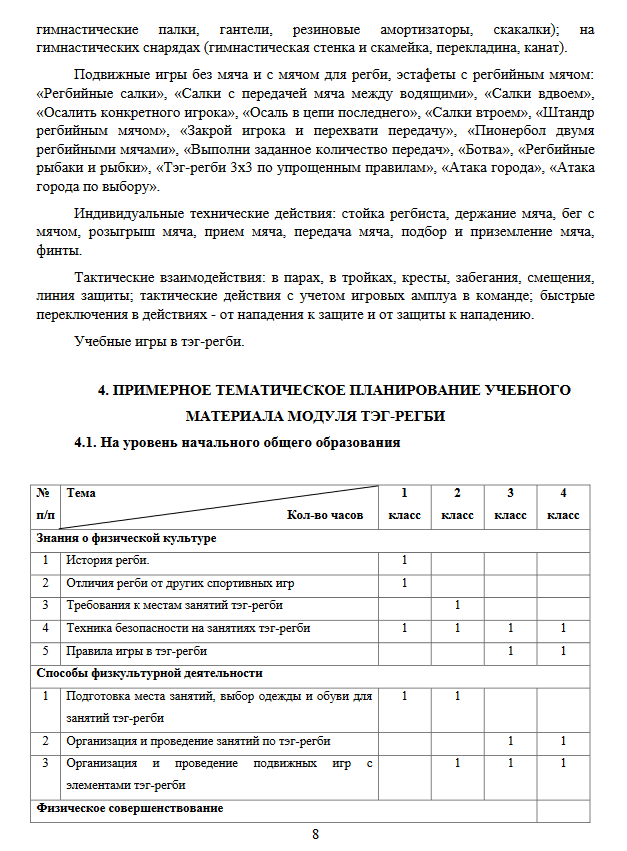 гимнастические палки, гантели, резиновые амортизаторы, скакалки); на
гимнастических снарядах (гимнастическая стенка и скамейка, перекладина, канат).
Подвижные игры без мяча и с мячом для регби, эстафеты с регбийным мячом:
«Регбийные салки», «Салки с передачей мяча между водящими», «Салки вдвоем»,
«Осалить конкретного игрока», «Осаль в цепи последнего», «Салки втроем», «Штандр
регбийным мячом», «Закрой игрока и перехвати передачу», «Пионербол двумя
регбийными мячами», «Выполни заданное количество передач», «Ботва», «Регбийные
рыбаки и рыбки», «Тэг-регби 3х3 по упрощенным правилам», «Атака города», «Атака
города по выбору».
Индивидуальные технические действия: стойка регбиста, держание мяча, бег с
мячом, розыгрыш мяча, прием мяча, передача мяча, подбор и приземление мяча,
финты.
Тактические взаимодействия: в парах, в тройках, кресты, забегания, смещения,
линия защиты; тактические действия с учетом игровых амплуа в команде; быстрые
переключения в действиях - от нападения к защите и от защиты к нападению.
Учебные игры в тэг-регби.
4. ПРИМЕРНОЕ ТЕМАТИЧЕСКОЕ ПЛАНИРОВАНИЕ УЧЕБНОГО
МАТЕРИАЛА МОДУЛЯ ТЭГ-РЕГБИ
4.1. На уровень начального общего образования
№ Тема 1 2 3 4
п/п Кол-во часов класс класс класс класс
Знания о физической культуре
1 История регби. 1
2 Отличия регби от других спортивных игр 1
3 Требования к местам занятий тэг-регби 1
4 Техника безопасности на занятиях тэг-регби 1 1 1 1
5 Правила игры в тэг-регби 1 1
Способы физкультурной деятельности
1 Подготовка места занятий, выбор одежды и обуви для 1 1
занятий тэг-регби
2 Организация и проведение занятий по тэг-регби 1 1
3 Организация и проведение подвижных игр с 1 1 1
элементами тэг-регби
Физическое совершенствование
8